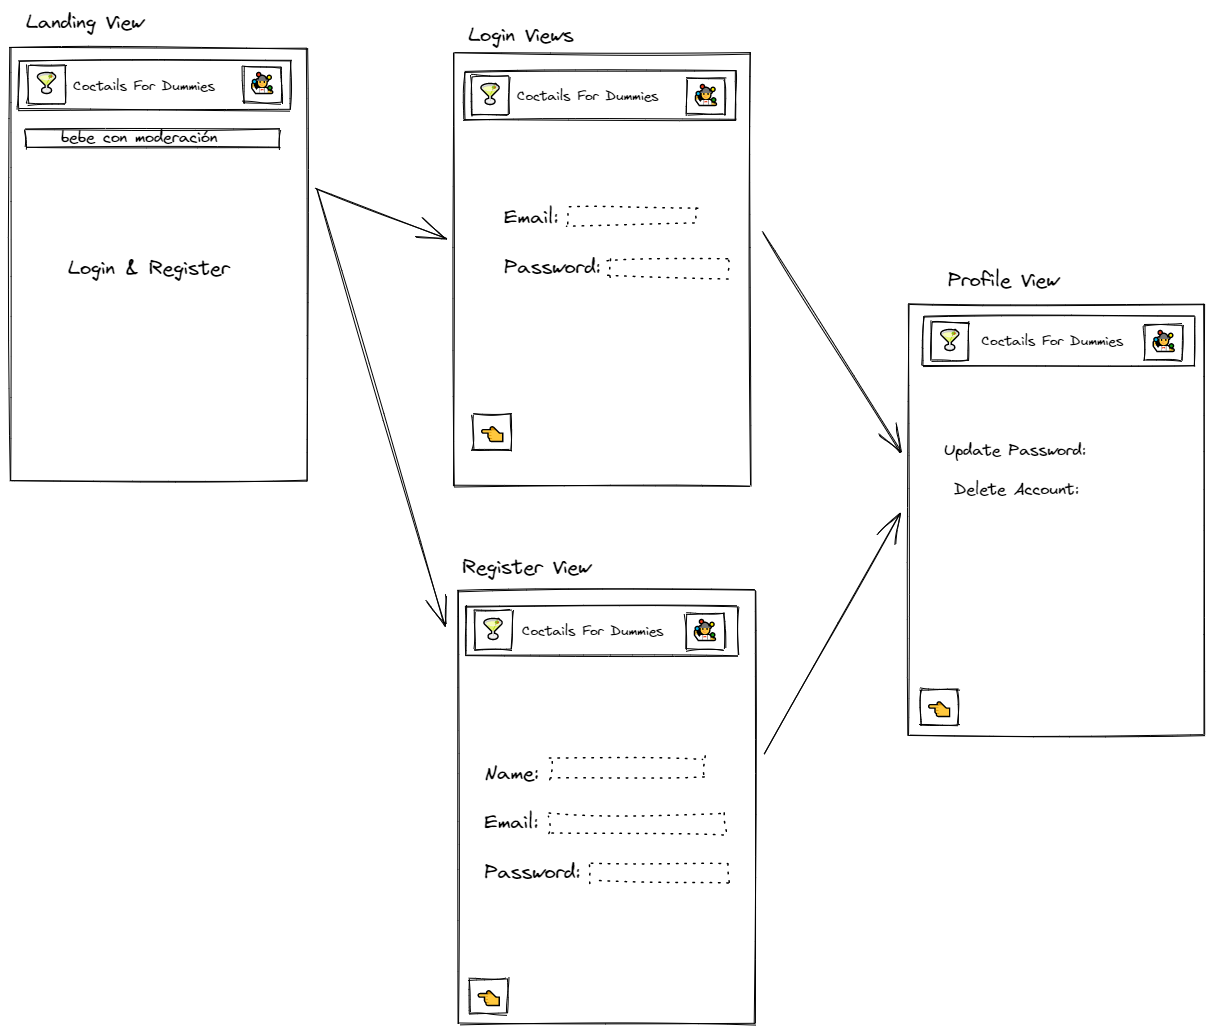 Landing View
Coctails For Dummies
bebe con moderación
Login & Register
Login Views
Coctails For Dummies
Email:
Password:
Register View
Coctails For Dummies
Name:
Email:
Password:
Profile View
Coctails For Dummies
Update Password:
Delete Account: